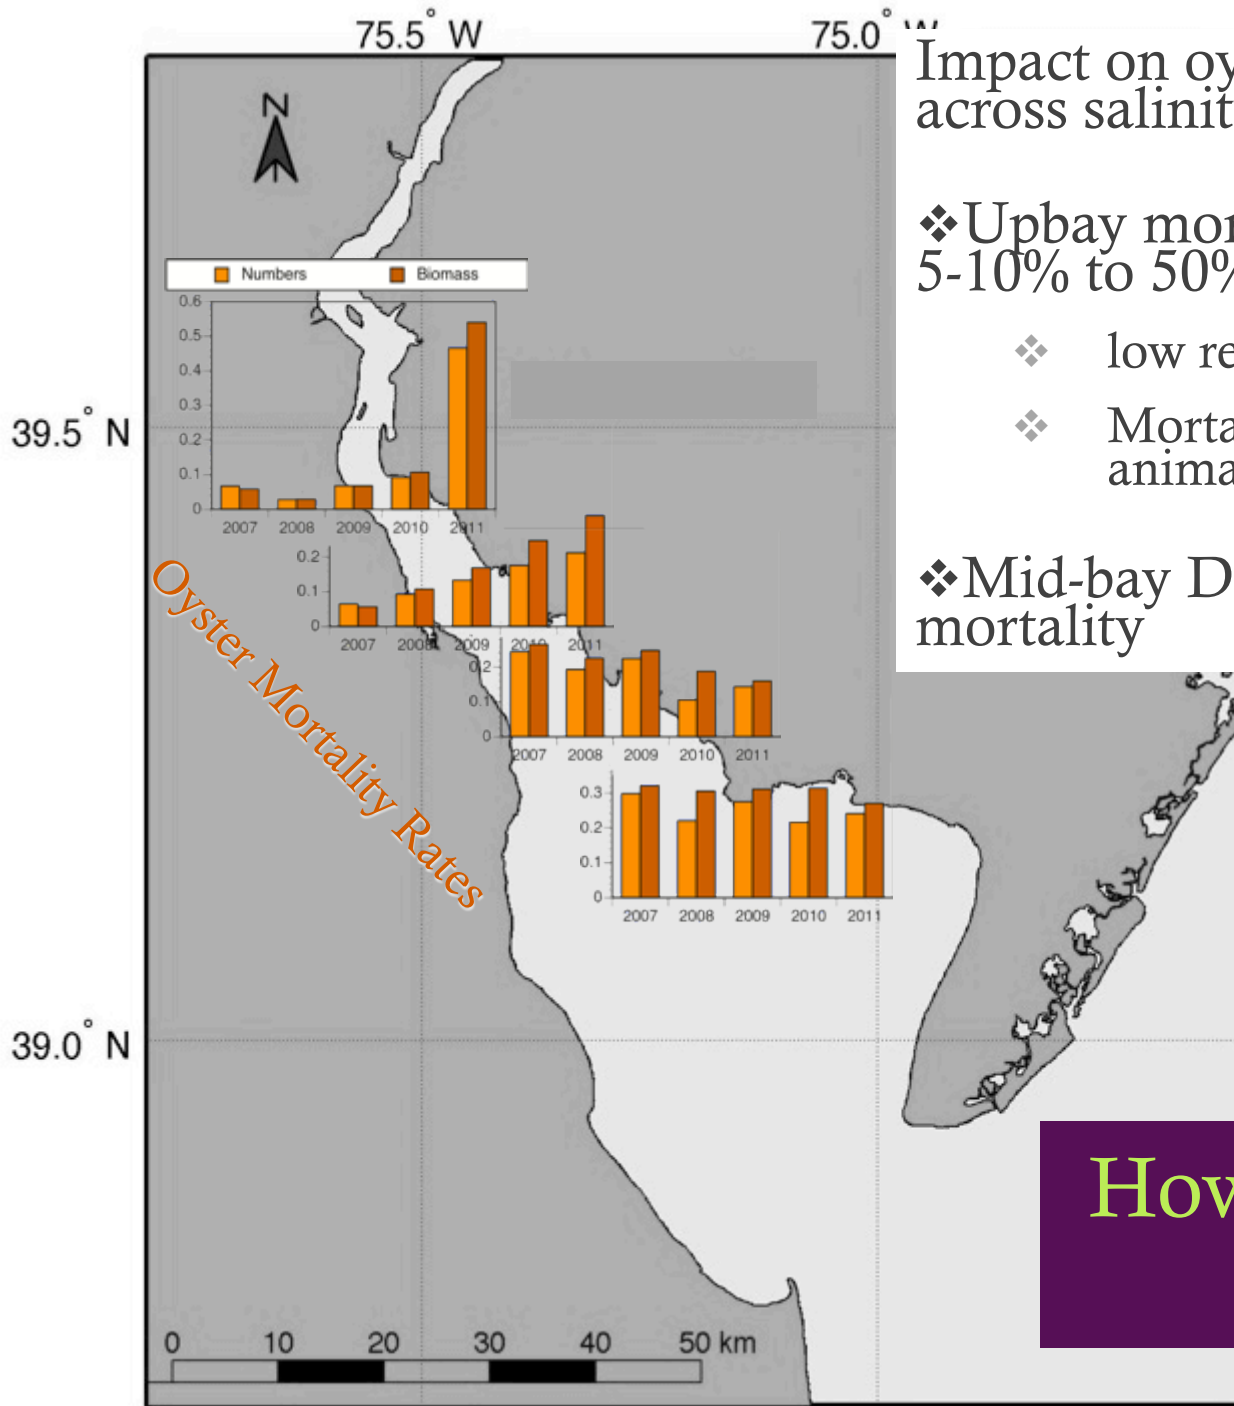 75.5° W
75.0° W
Impact on oy
across salinit
N
❖Upbay mor
5-10% to 50%
Numbers Biomass
0.6
0.5
0.4
0.3
0.2
0.1
0
2007 2008 2009 2010 2011
❖ low re
39.5° N
❖ Morta
anima
0.2
0.1
0
2007 2008 2009 2010 2011
Oyster Mortality Rates
❖Mid-bay D
mortality
0.2
0.1
0
2007 2008 2009 2010 2011
0.3
0.2
0.1
0
2007 2008 2009 2010 2011
39.0° N
How
0 10 20 30 40 50 km